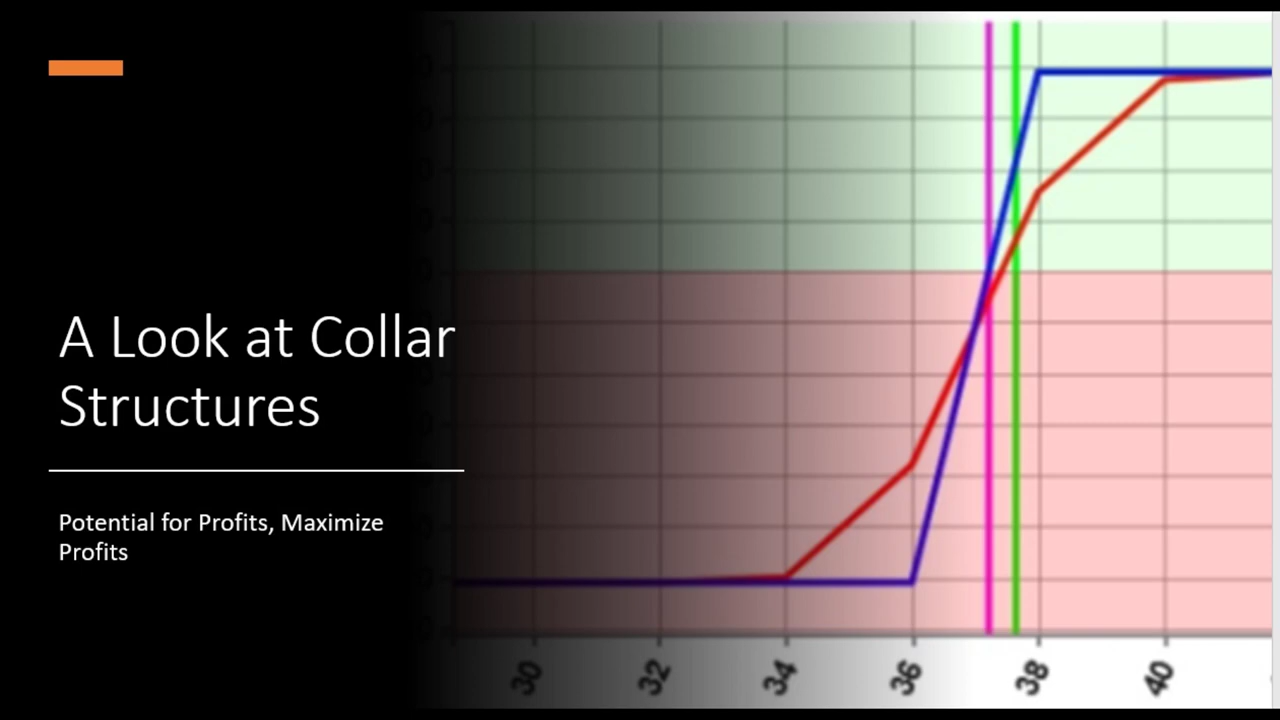 A Look at Collar
Structures
Potential for Profits, Maximize
Profits
30
32
34
36
38
40